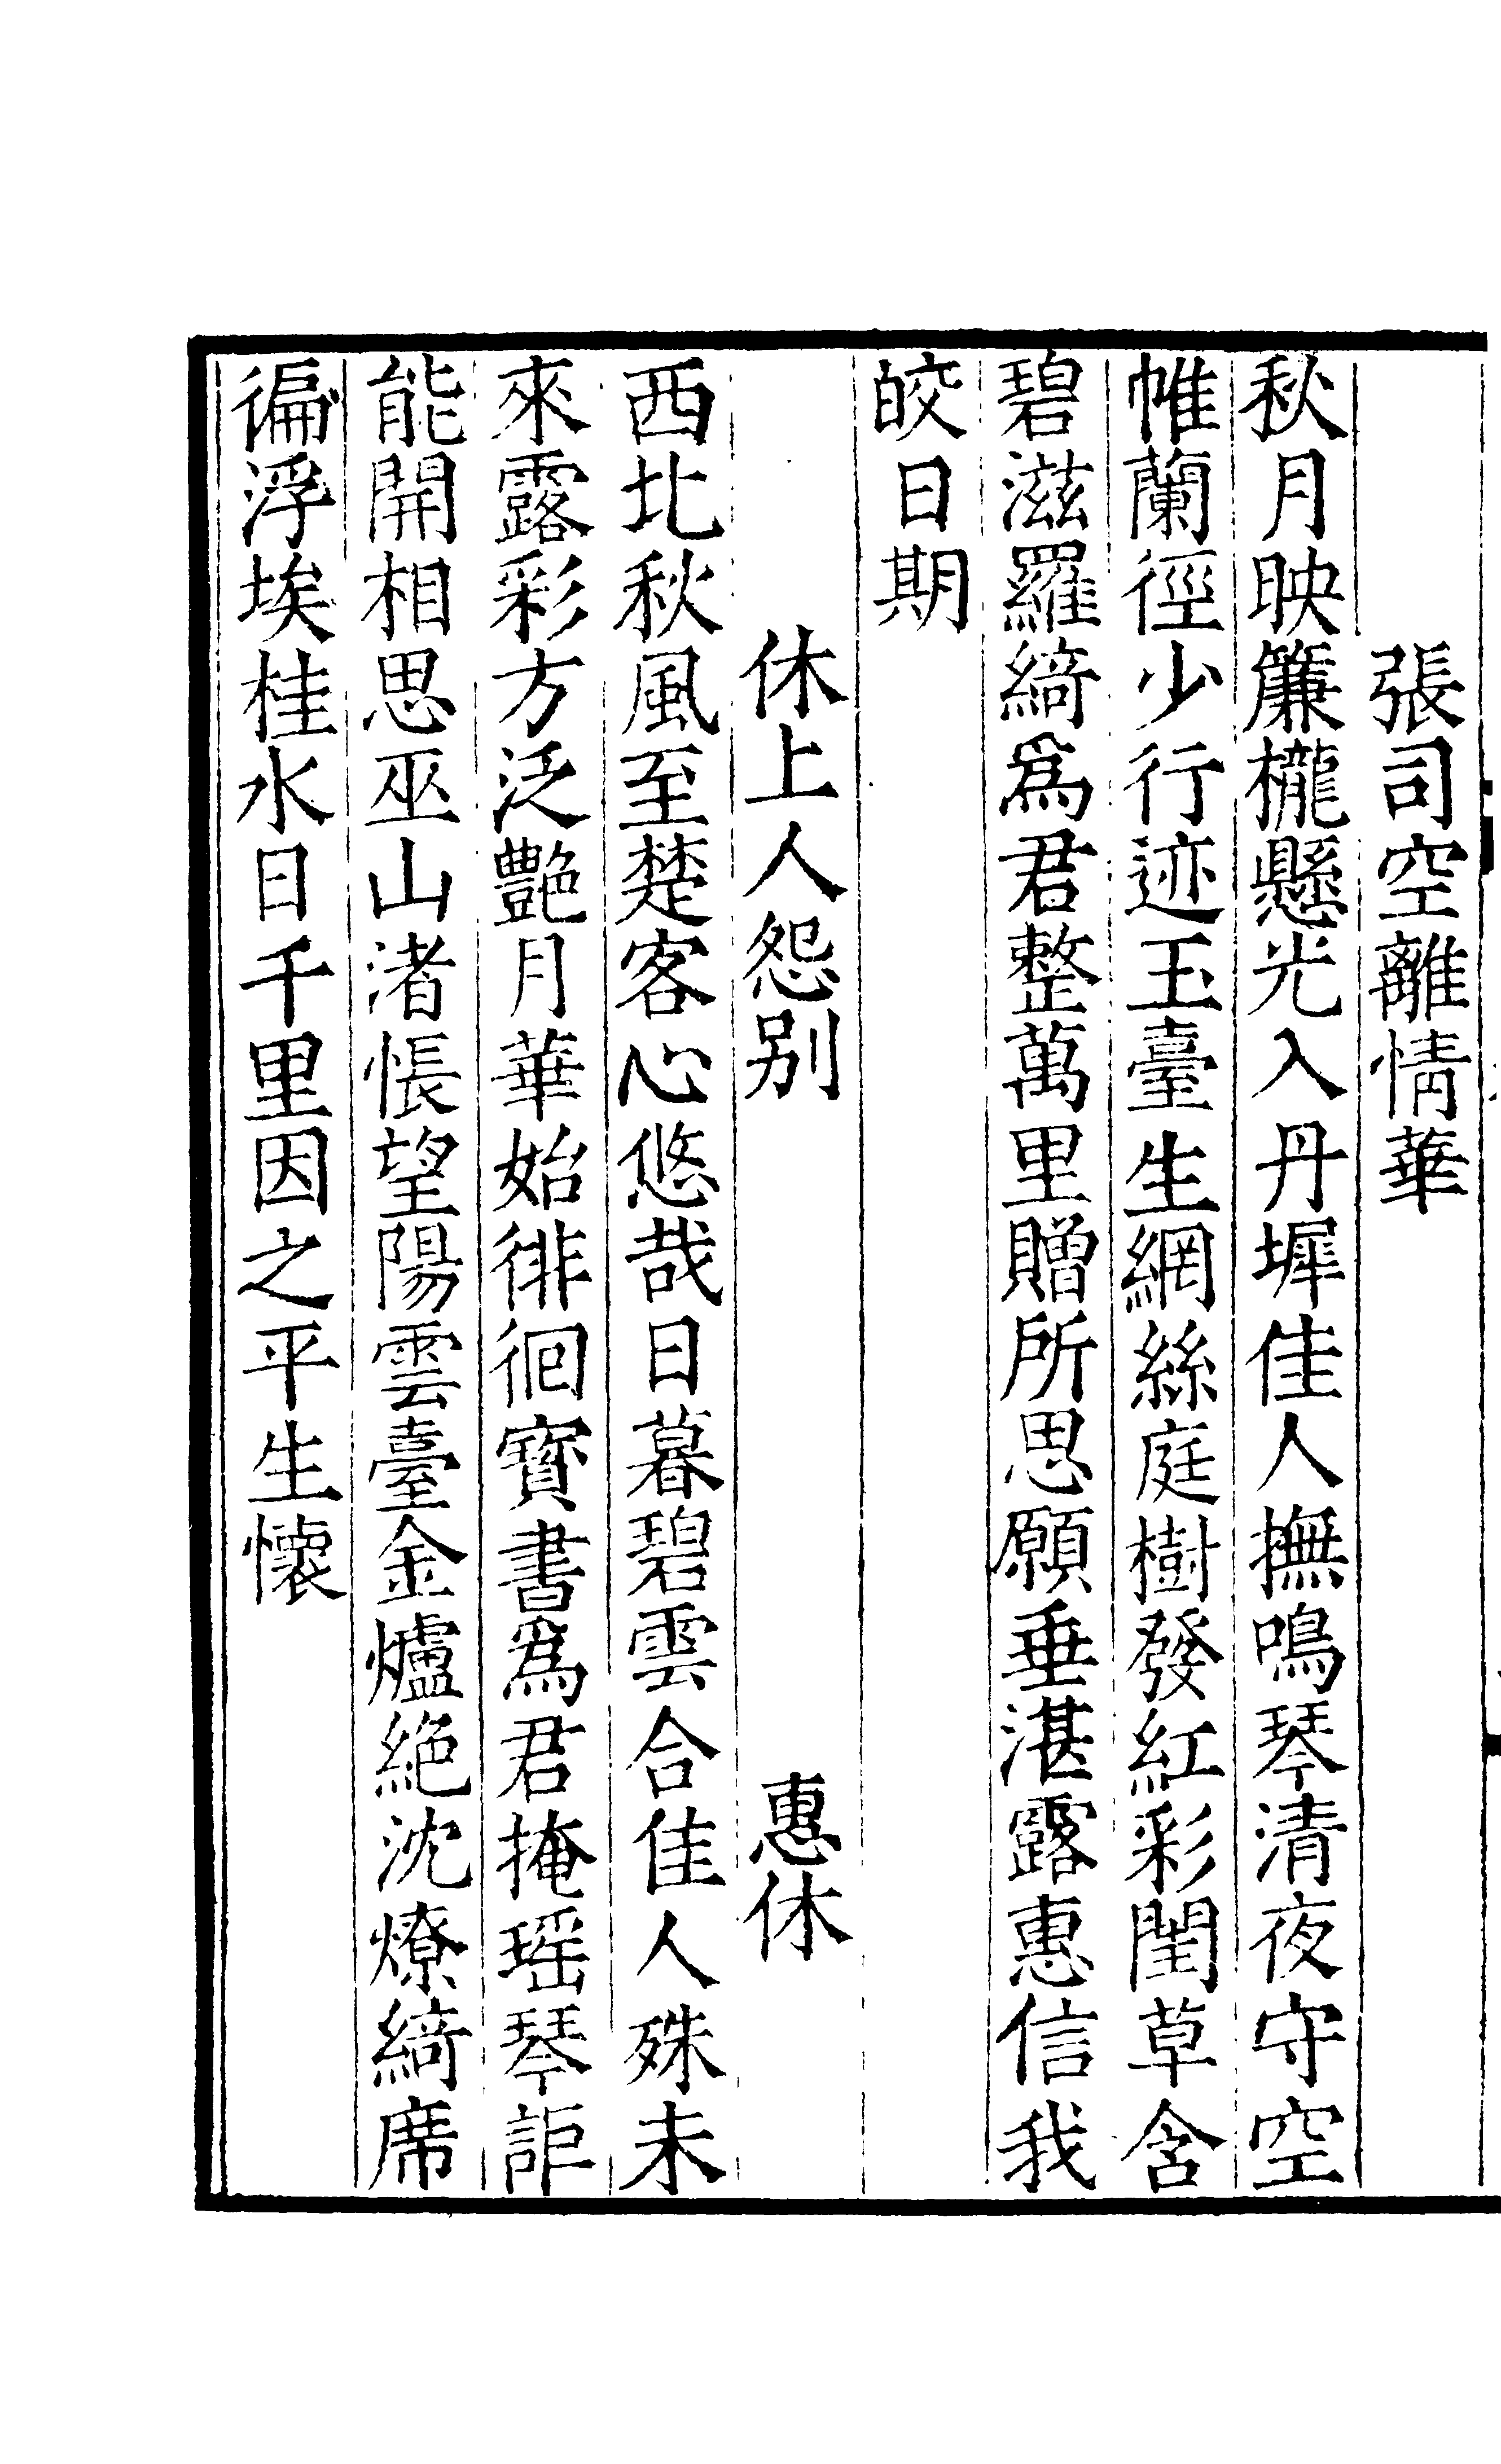 張司空離情華
秋月映簾櫳懸光入丹墀佳人撫鳴琴清夜守空
帷蘭徑少行迹玉臺生網絲庭樹發紅彩閨草含
碧滋羅綺爲君整萬里贈所思願垂湛露惠信我
皎日期
休上人怨别　惠休
西北秋風至楚客心悠哉日暮碧雲合佳人殊未
來露彩方泛艷月華始徘徊寳書爲君掩瑶琴詎
能開相思巫山渚悵望陽雲臺金爐絶沈燎綺席
徧浮埃桂水日千里因之平生懷